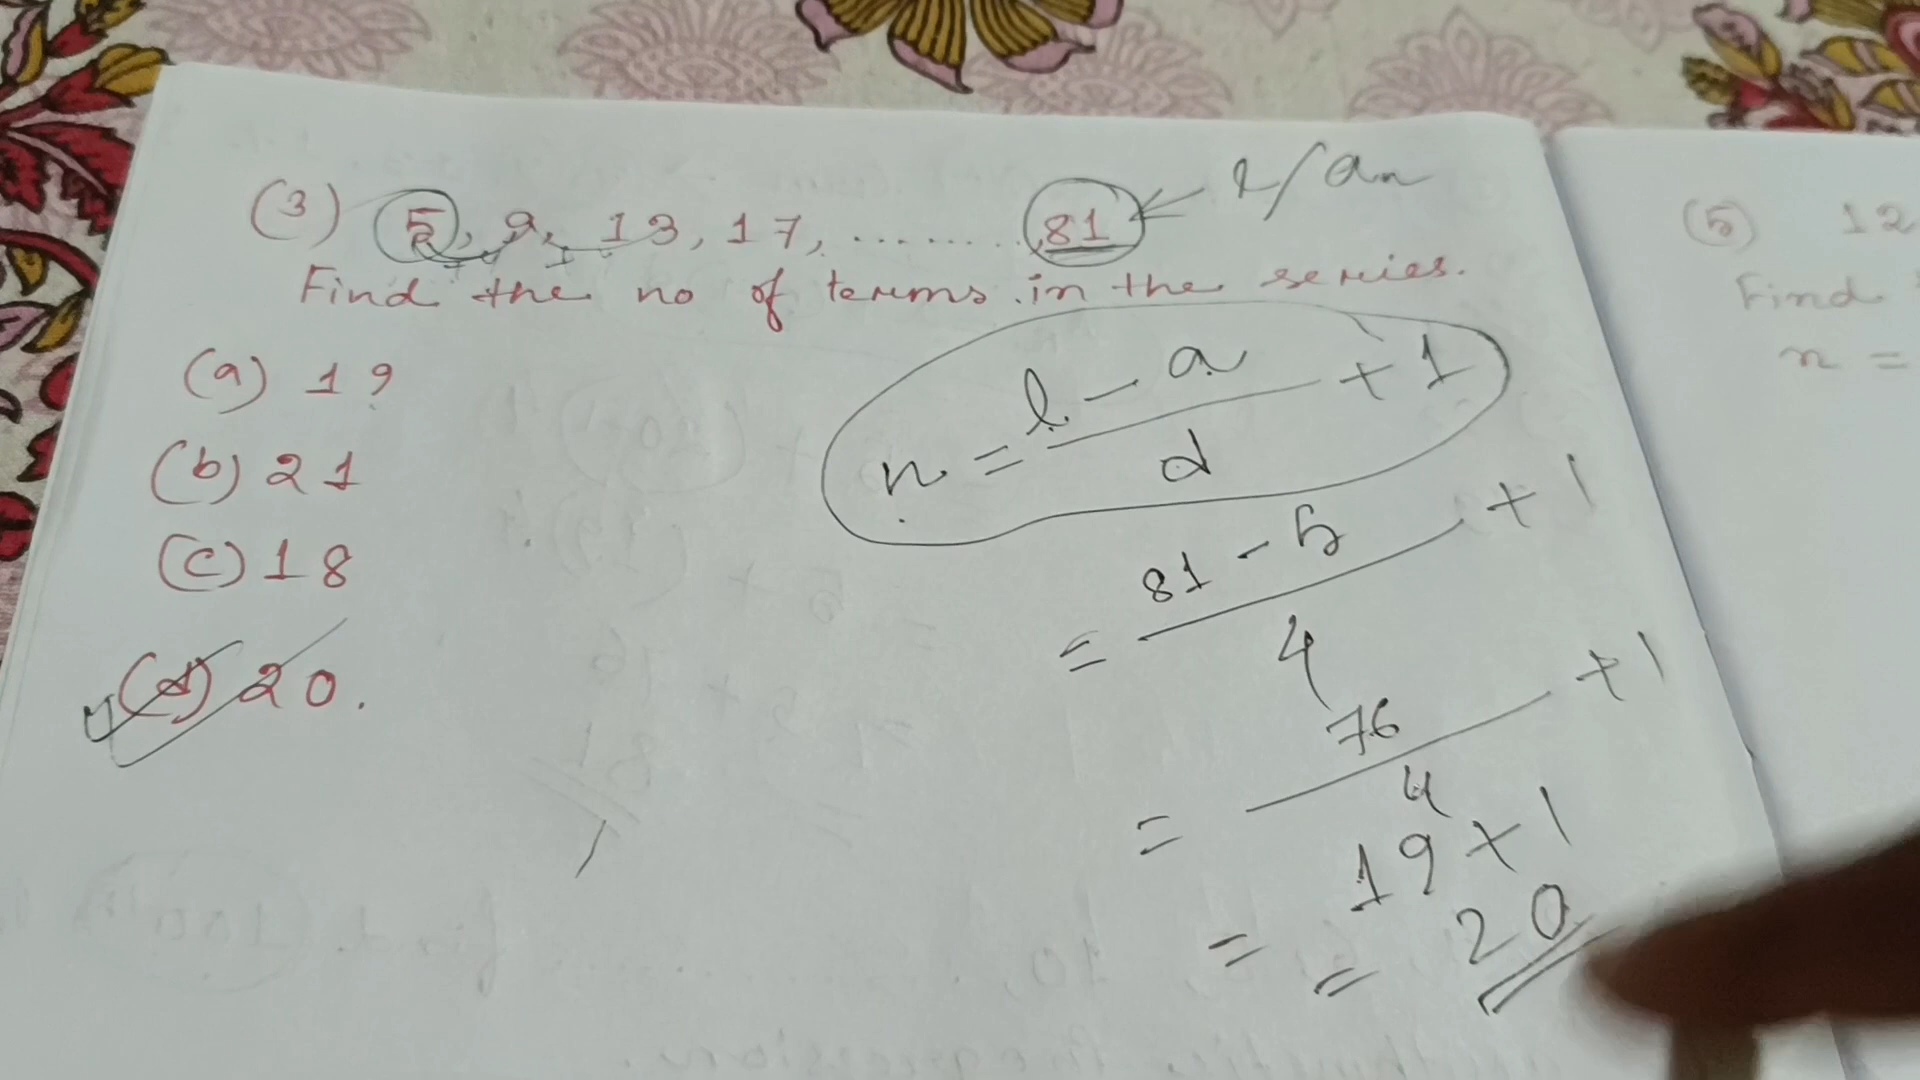 (3) 5, 9, 13, 17, ........, 81 l/an
Find the no of terms in the series.
(a) 19
(b) 21
(c) 18
(d) 20.
n = l - a / d + 1
= 81 - 5 / 4 + 1
= 76 / 4 + 1
= 19 + 1
= 20
(5) 12
Find
n =